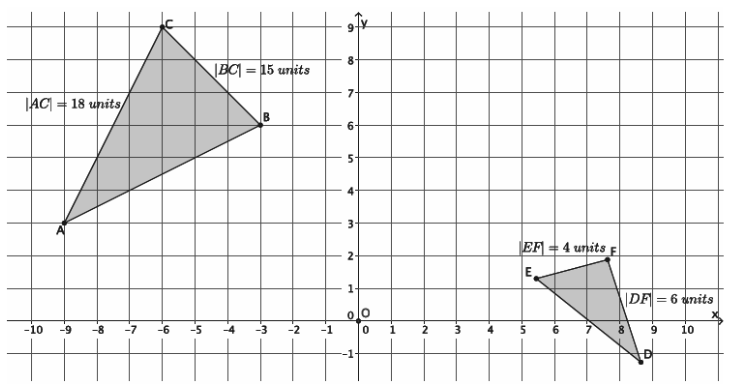 C
9
y
|BC| = 15 units
8
7
|AC| = 18 units
B
6
5
4
A
3
|EF| = 4 units
F
2
E
1
|DF| = 6 units
0
O
x
−10 −9 −8 −7 −6 −5 −4 −3 −2 −1 0 1 2 3 4 5 6 7 8 9 10
−1
D